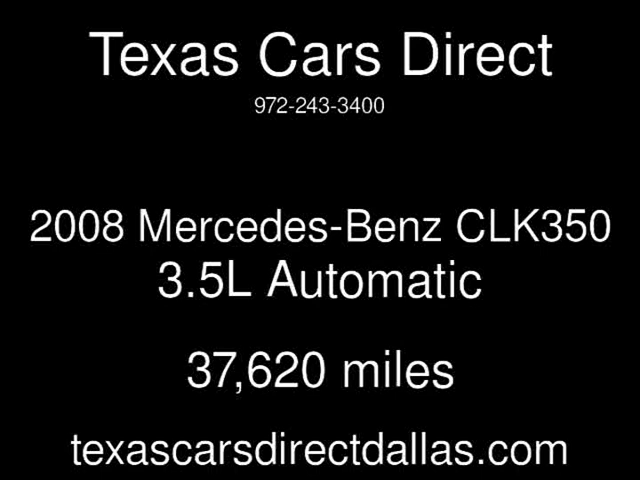 Texas Cars Direct
972-243-3400
2008 Mercedes-Benz CLK350
3.5L Automatic
37,620 miles
texascarsdirectdallas.com